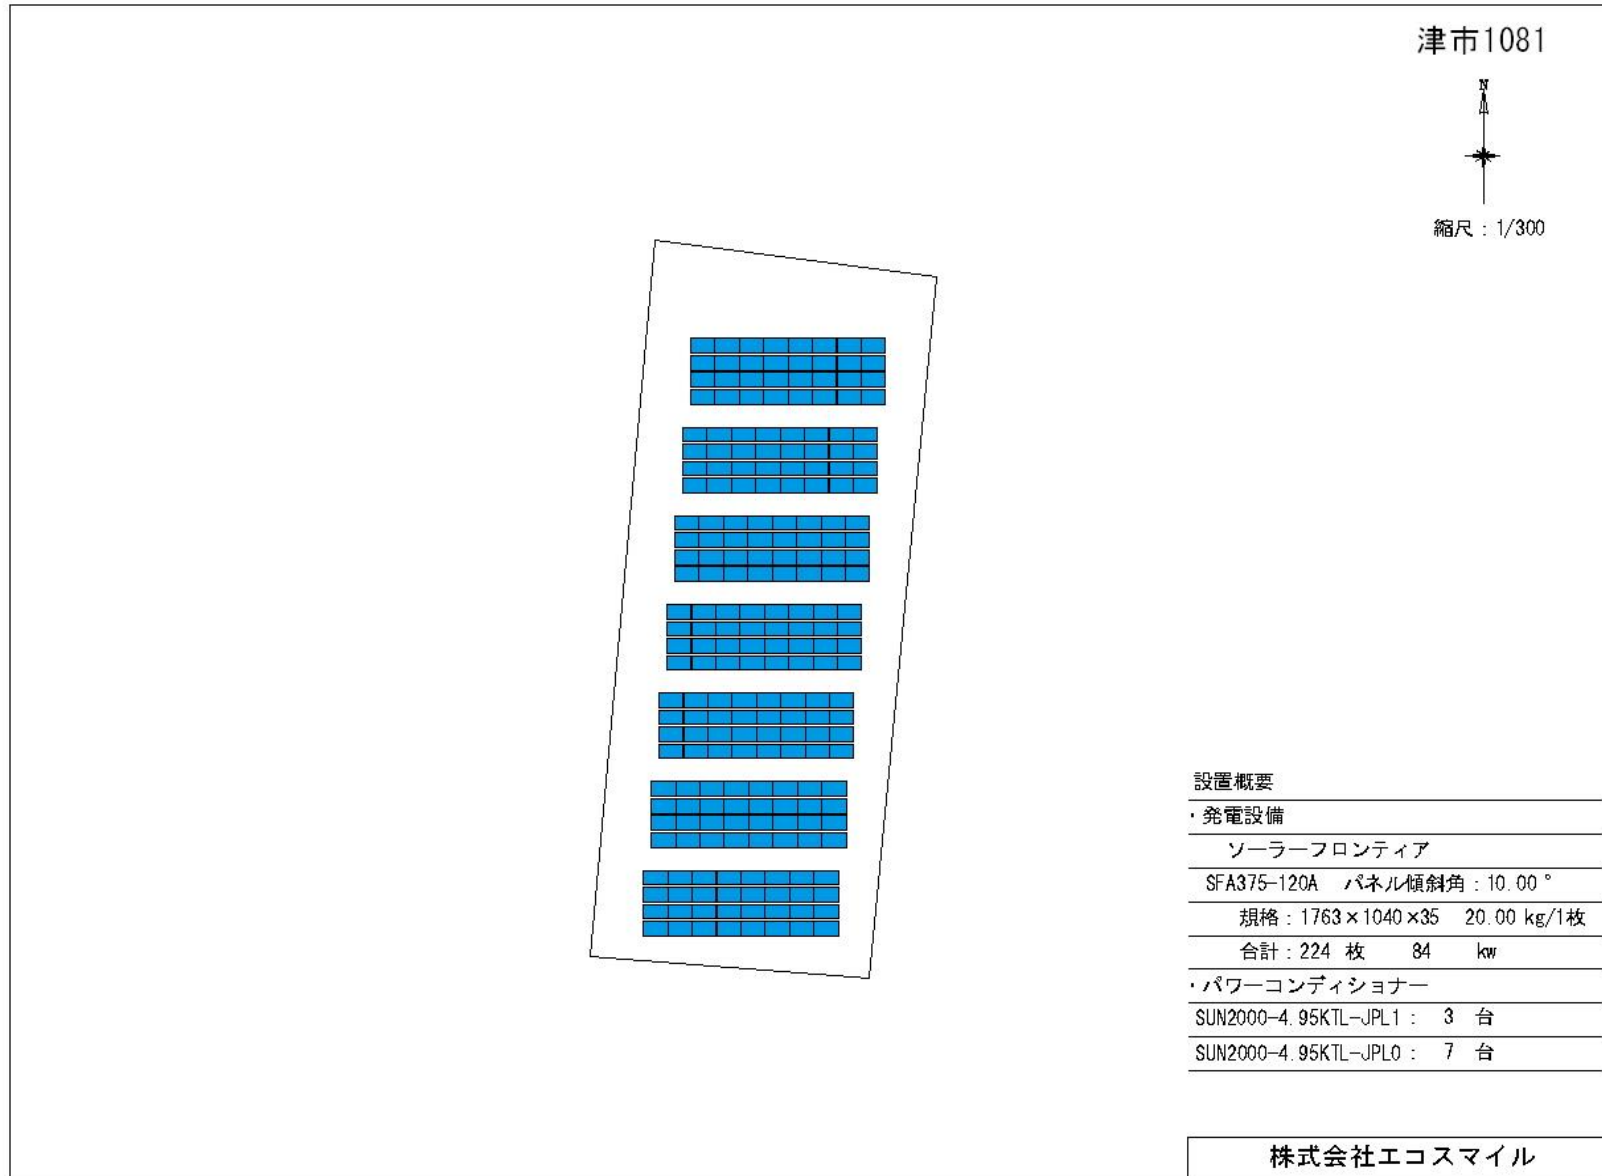 津市1081
N
縮尺：1/300
設置概要
・発電設備
ソーラーフロンティア
SFA375-120A パネル傾斜角：10.00°
規格：1763×1040×35 20.00 kg/1枚
合計：224 枚 84 kw
・パワーコンディショナー
SUN2000-4.95KTL-JPL1： 3 台
SUN2000-4.95KTL-JPL0： 7 台
株式会社エコスマイル